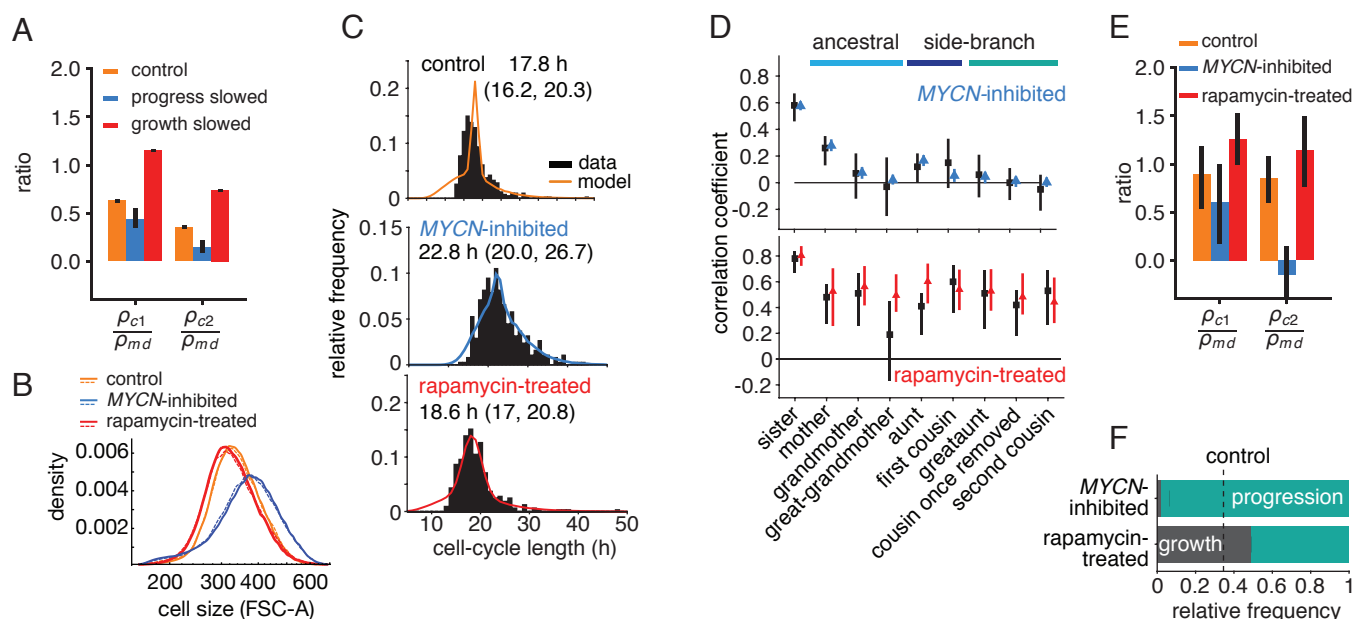 A
2.0
1.5
1.0
0.5
0.0
ratio
control
progress slowed
growth slowed
ρc1
ρmd
ρc2
ρmd
B
control
MYCN-inhibited
rapamycin-treated
0.006
0.004
0.002
density
200
300
400
600
cell size (FSC-A)
C
control
17.8 h
(16.2, 20.3)
0.2
0.1
0
data
model
MYCN-inhibited
22.8 h (20.0, 26.7)
0.15
0.10
0.05
0
relative frequency
rapamycin-treated
18.6 h (17, 20.8)
0.2
0.1
0
10
20
30
40
50
cell-cycle length (h)
D
ancestral
side-branch
MYCN-inhibited
0.8
0.6
0.4
0.2
0
-0.2
correlation coefficient
0.8
0.6
0.4
0.2
0
-0.2
rapamycin-treated
sister
mother
grandmother
great-grandmother
aunt
first cousin
greataunt
cousin once removed
second cousin
E
control
MYCN-inhibited
rapamycin-treated
2.0
1.5
1.0
0.5
0.0
ratio
ρc1
ρmd
ρc2
ρmd
F
control
MYCN-
inhibited
progression
rapamycin-
treated
growth
0
0.2
0.4
0.6
0.8
1
relative frequency